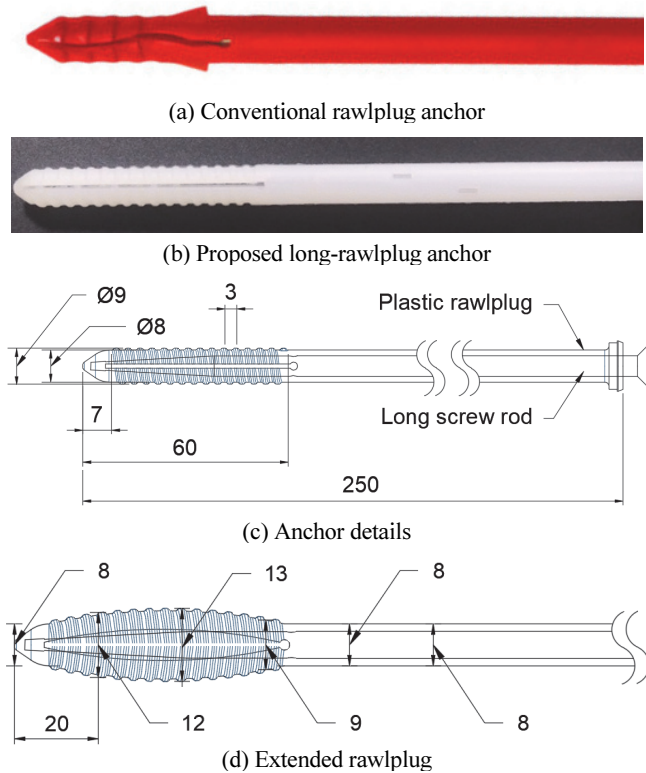 (a) Conventional rawlplug anchor
(b) Proposed long-rawlplug anchor
Ø9
Ø8
3
Plastic rawlplug
7
Long screw rod
60
250
(c) Anchor details
8
13
8
20
12
9
8
(d) Extended rawlplug